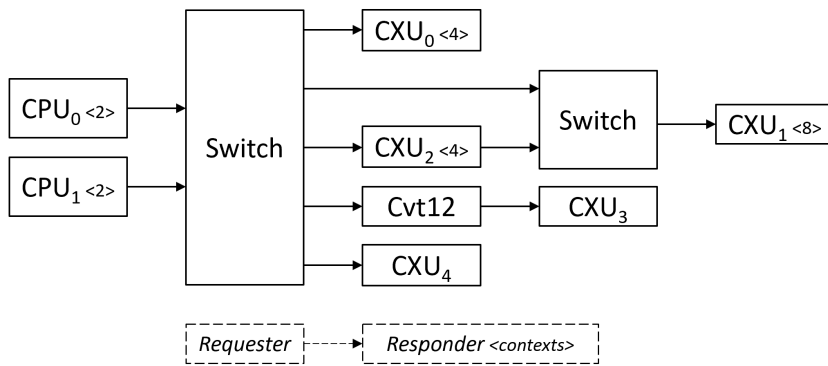 CXU₀ <4>
CPU₀ <2>
Switch
Switch
CXU₂ <4>
CXU₁ <8>
CPU₁ <2>
Cvt12
CXU₃
CXU₄
Requester
Responder <contexts>